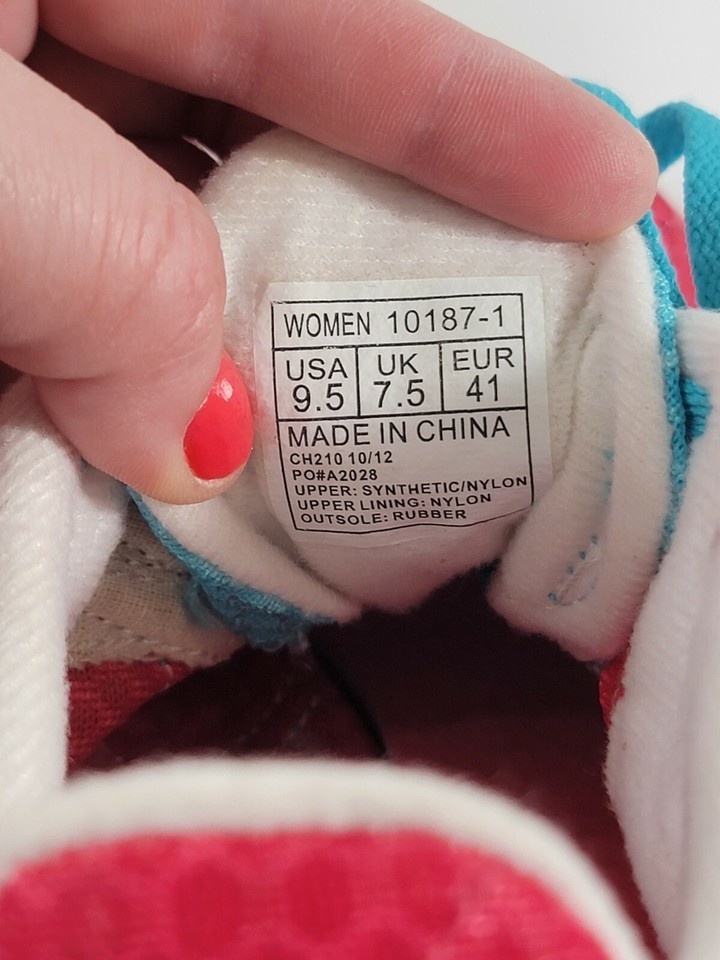 WOMEN 10187-1
USA UK EUR
9.5 7.5 41
MADE IN CHINA
CH210 10/12
PO#A2028
UPPER: SYNTHETIC/NYLON
UPPER LINING: NYLON
OUTSOLE: RUBBER